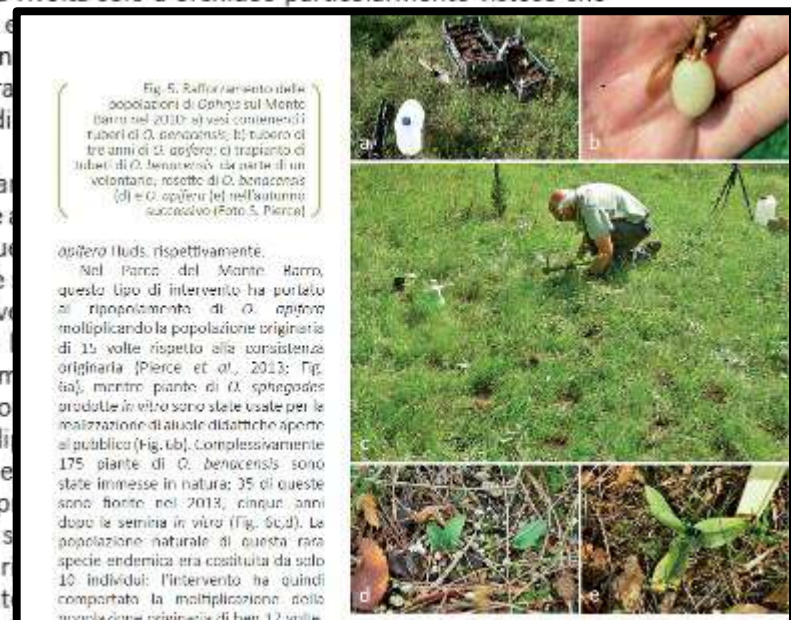 Fig. 5. Rafforzamento delle
popolazioni di Ophrys sul Monte
Barro nel 2010: a) vasi contenenti i
tuberi di O. benacensis; b) tubero di
tre anni di O. apifera; c) trapianto di
tuberi di O. benacensis da parte di un
volontario; rosette di O. benacensis
(d) e O. apifera (e) nell'autunno
successivo (Foto S. Pierce)
apifera Huds. rispettivamente.
Nel Parco del Monte Barro,
questo tipo di intervento ha portato
al ripopolamento di O. apifera
moltiplicando la popolazione originaria
di 15 volte rispetto alla consistenza
originaria (Pierce et al., 2013; Fig.
6a), mentre piante di O. sphegodes
prodotte in vitro sono state usate per la
realizzazione di aiuole didattiche aperte
al pubblico (Fig. 6b). Complessivamente
175 piante di O. benacensis sono
state immesse in natura; 35 di queste
sono fiorite nel 2013, cinque anni
dopo la semina in vitro (Fig. 6c,d). La
popolazione naturale di questa rara
specie endemica era costituita da solo
10 individui: l'intervento ha quindi
comportato la moltiplicazione della
popolazione originaria di ben 12 volte.
a
b
c
d
e